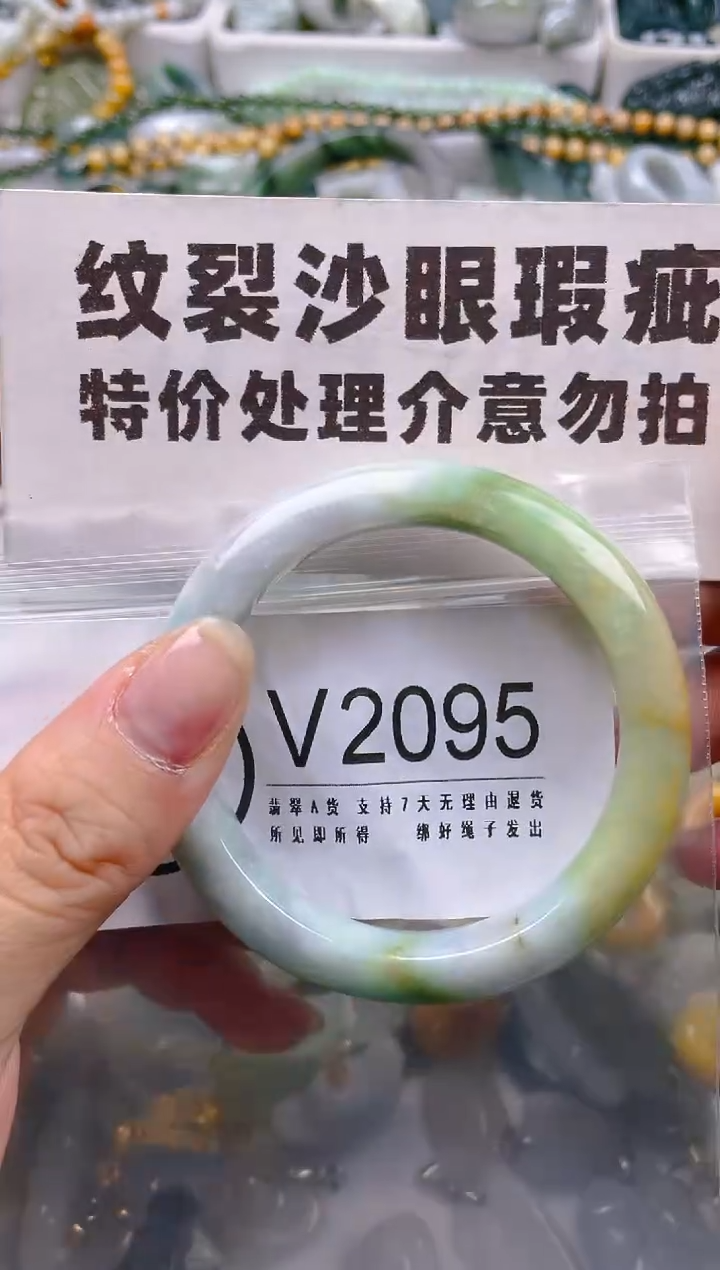 纹裂沙眼瑕疵
特价处理介意勿拍
V2095
翡翠A货 支持7天无理由退货
所见即所得 绑好绳子发出